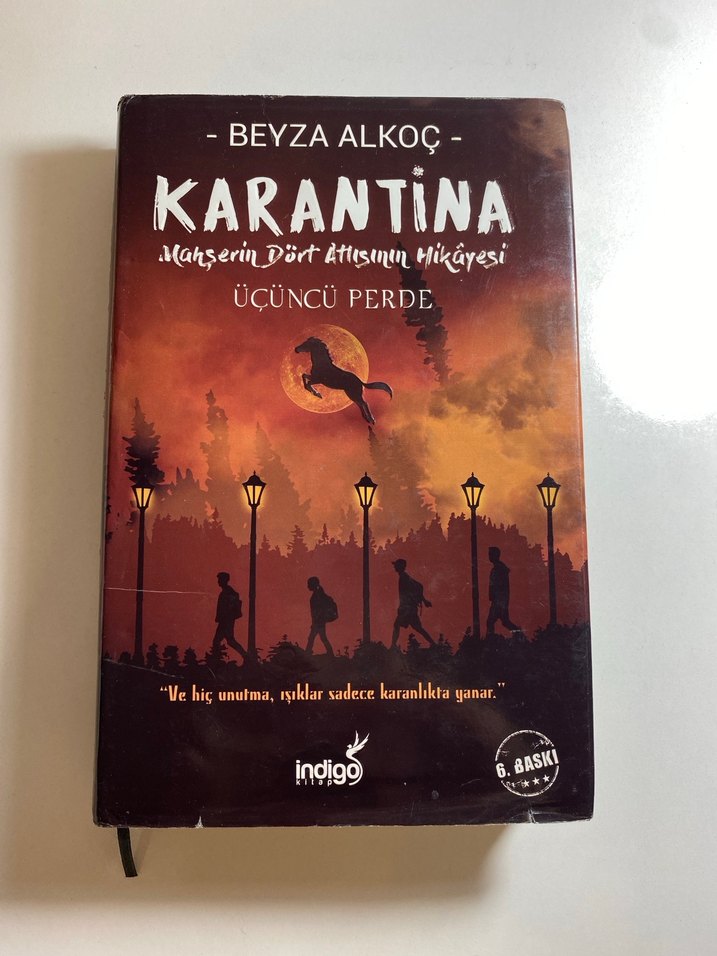 - BEYZA ALKOÇ -
KARANTİNA
Mahşerin Dört Atlısının Hikâyesi
ÜÇÜNCÜ PERDE
“Ve hiç unutma, ışıklar sadece karanlıkta yanar.”
indigo
kitap
6. BASKI